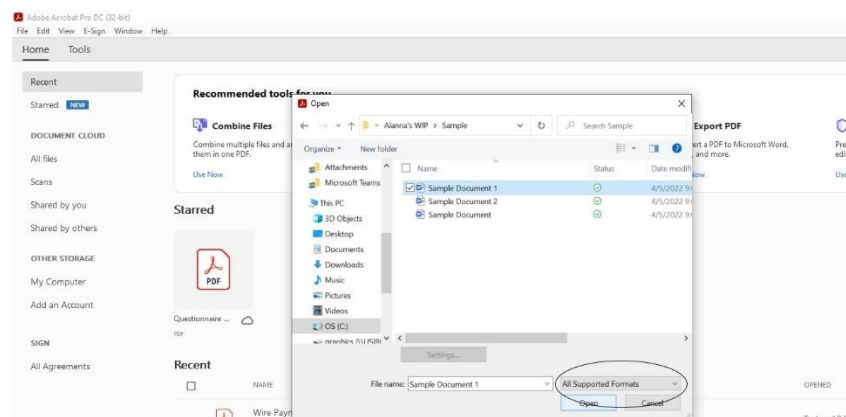 Adobe Acrobat Pro DC (32-bit)
File Edit View E-Sign Window Help
Home Tools
Recent
Starred NEW
DOCUMENT CLOUD
All files
Scans
Shared by you
Shared by others
OTHER STORAGE
My Computer
Add an Account
SIGN
All Agreements
Recommended tools for you
Combine Files
Combine multiple files and
them in one PDF.
Use Now
Export PDF
a PDF to Microsoft Word,
and more.
Starred
PDF
Questionnaire ...
PDF
Recent
NAME
OPENED
Wire
Open
« Alanna's WIP > Sample
Search Sample
Organize New folder
Attachments
Microsoft Teams
This PC
3D Objects
Desktop
Documents
Downloads
Music
Pictures
Videos
OS (C:)
Name Status Date
Sample Document 1 4/5/2022
Sample Document 2 4/5/2022
Sample Document 4/5/2022
Settings...
File name: Sample Document 1 All Supported Formats
Open Cancel